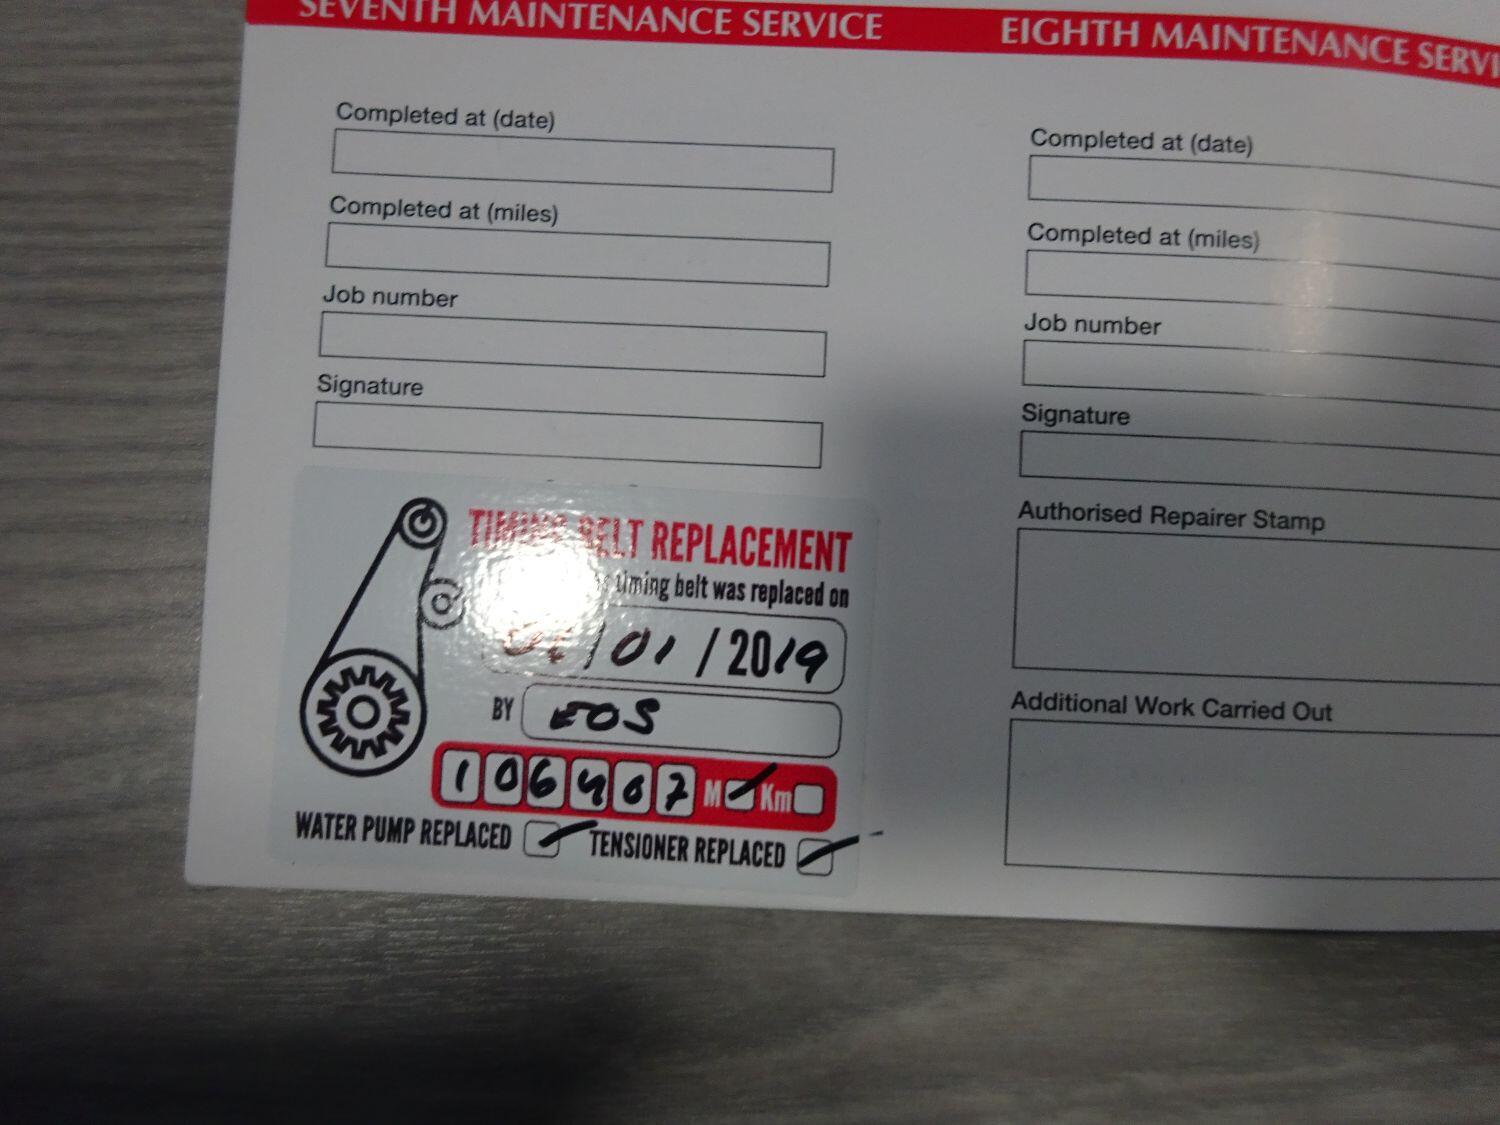 SEVENTH MAINTENANCE SERVICE
Completed at (date)
Completed at (miles)
Job number
Signature
TIMING BELT REPLACEMENT
timing belt was replaced on
/ 01 / 2019
BY EOS
106407 M Km
WATER PUMP REPLACED TENSIONER REPLACED
EIGHTH MAINTENANCE
Completed at (date)
Completed at (miles)
Job number
Signature
Authorised Repairer Stamp
Additional Work Carried Out